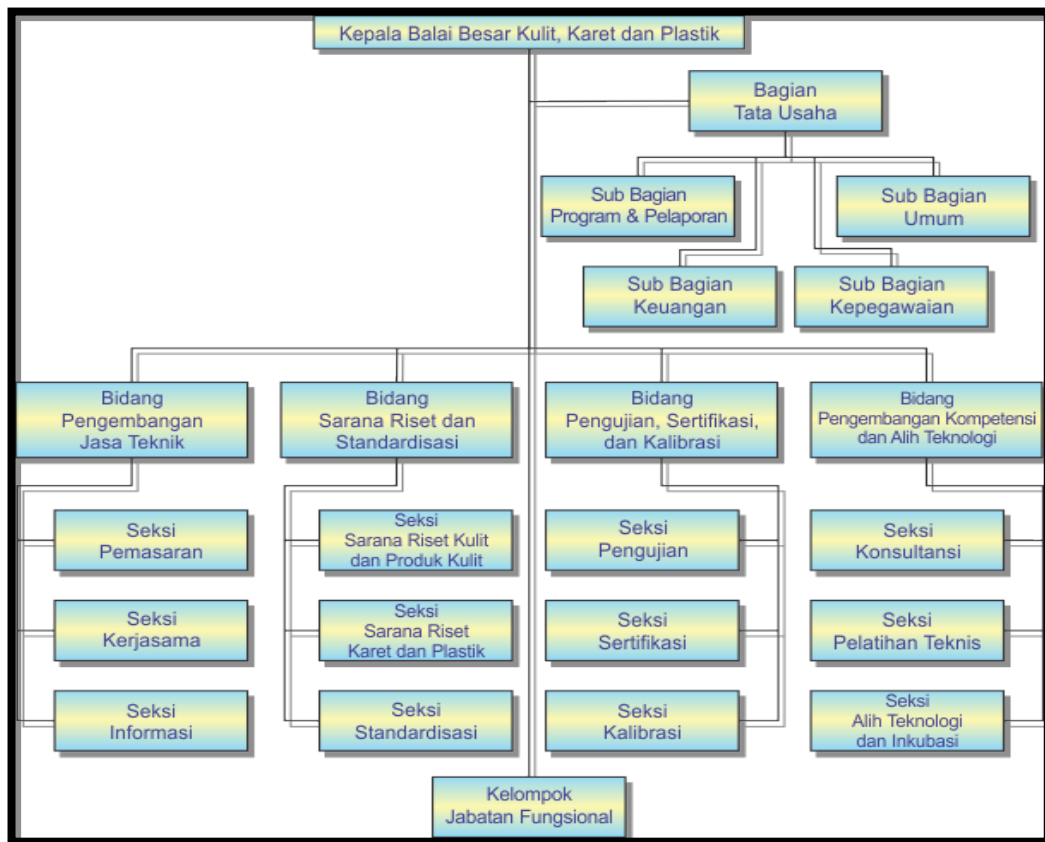 Kepala Balai Besar Kulit, Karet dan Plastik
Bagian
Tata Usaha
Sub Bagian
Program & Pelaporan
Sub Bagian
Umum
Sub Bagian
Keuangan
Sub Bagian
Kepegawaian
Bidang
Pengembangan
Jasa Teknik
Bidang
Sarana Riset dan
Standardisasi
Bidang
Pengujian, Sertifikasi,
dan Kalibrasi
Bidang
Pengembangan Kompetensi
dan Alih Teknologi
Seksi
Pemasaran
Seksi
Sarana Riset Kulit
dan Produk Kulit
Seksi
Pengujian
Seksi
Konsultansi
Seksi
Kerjasama
Seksi
Sarana Riset
Karet dan Plastik
Seksi
Sertifikasi
Seksi
Pelatihan Teknis
Seksi
Informasi
Seksi
Standardisasi
Seksi
Kalibrasi
Seksi
Alih Teknologi
dan Inkubasi
Kelompok
Jabatan Fungsional